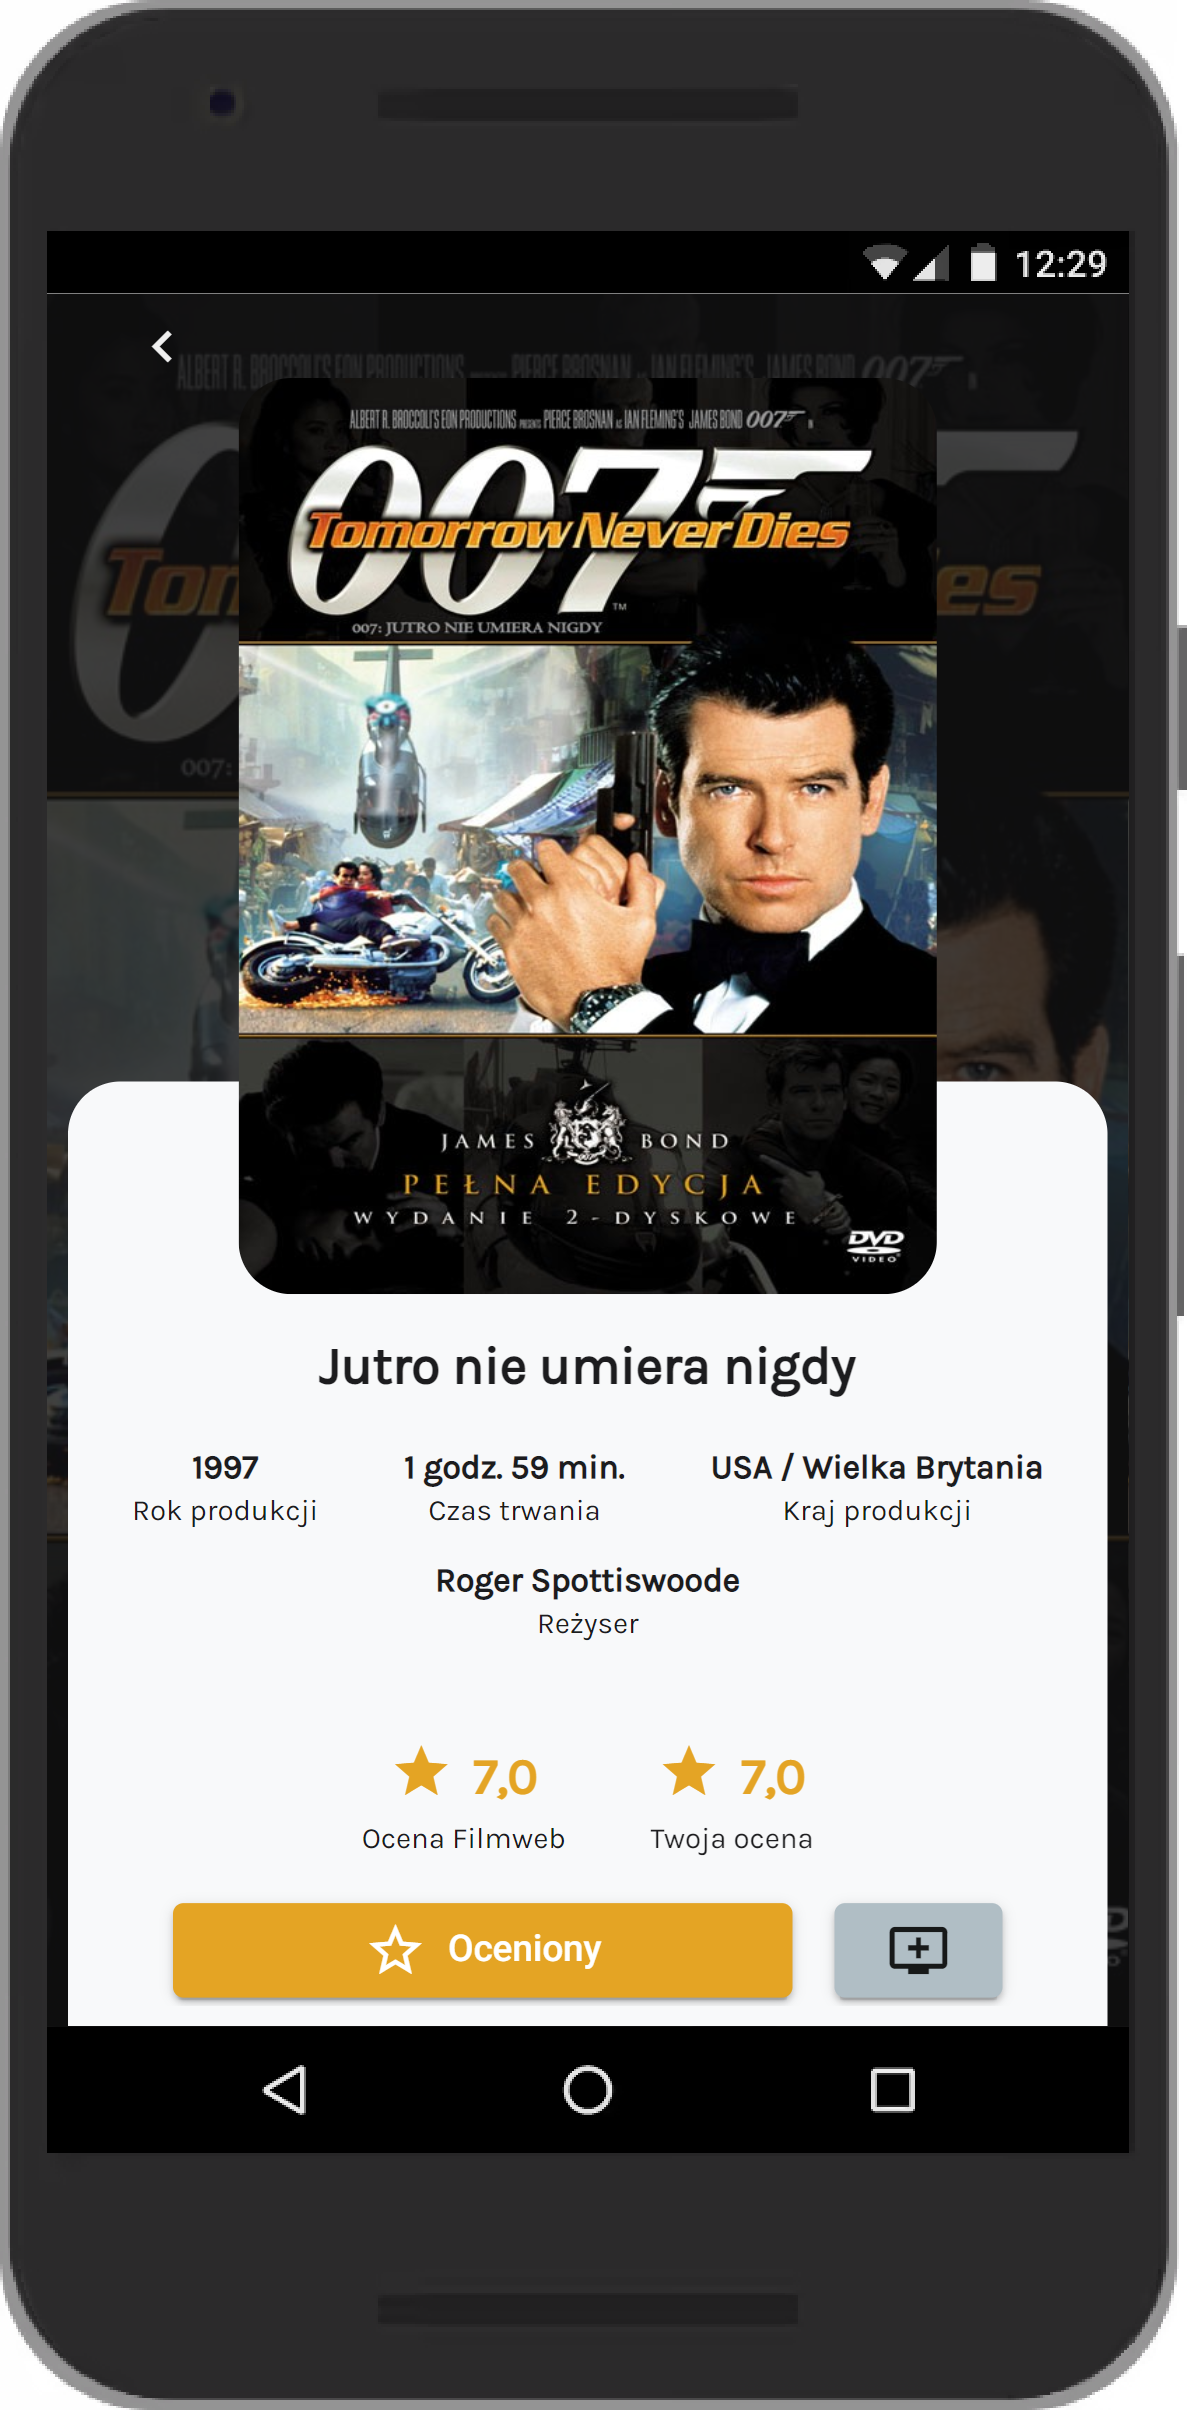 12:29
ALBERT R. BROCCOLI'S EON PRODUCTIONS PRESENTS PIERCE BROSNAN AS IAN FLEMING'S JAMES BOND 007 IN
007
Tomorrow Never Dies
TM
007: JUTRO NIE UMIERA NIGDY
JAMES BOND
PEŁNA EDYCJA
WYDANIE 2-DYSKOWE
DVD
VIDEO
Jutro nie umiera nigdy
1997 1 godz. 59 min. USA / Wielka Brytania
Rok produkcji Czas trwania Kraj produkcji
Roger Spottiswoode
Reżyser
7,0 7,0
Ocena Filmweb Twoja ocena
Oceniony